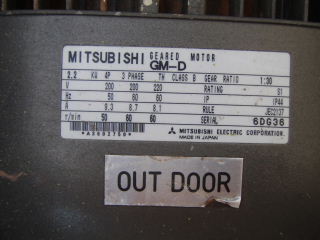 MITSUBISHI GEARED MOTOR
GM-D
2.2 KW 4P 3 PHASE TH CLASS B GEAR RATIO 1:30
V 200 200 220 RATING S1
Hz 50 60 60 IP IP44
A 9.3 8.7 8.1 RULE JEC2137
r/min 50 60 60 SERIAL 6DG36
MITSUBISHI ELECTRIC CORPORATION
MADE IN JAPAN
OUT DOOR